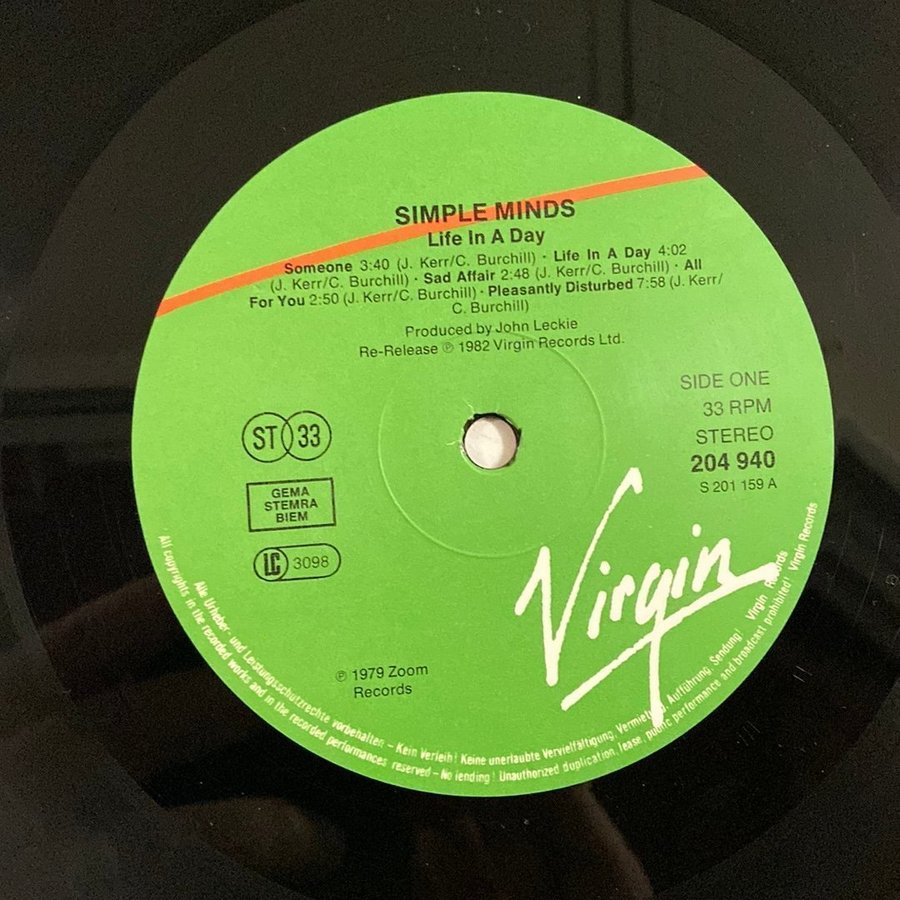 SIMPLE MINDS
Life In A Day
Someone 3:40 (J. Kerr/C. Burchill) · Life In A Day 4:02
(J. Kerr/C. Burchill) · Sad Affair 2:48 (J. Kerr/C. Burchill) · All
For You 2:50 (J. Kerr/C. Burchill) · Pleasantly Disturbed 7:58 (J. Kerr/
C. Burchill)
Produced by John Leckie
Re-Release ℗ 1982 Virgin Records Ltd.
SIDE ONE
33 RPM
STEREO
204 940
S 201 159 A
ST 33
GEMA
STEMRA
BIEM
LC 3098
Virgin
℗ 1979 Zoom
Records
Alle Urheber- und Leistungsschutzrechte vorbehalten – Kein Verleih! Keine unerlaubte Vervielfältigung, Vermietung, Aufführung, Sendung! Virgin Records
All copyrights in the recorded works and in the recorded performances reserved – No lending! Unauthorized duplication, lease, public performance and broadcast prohibited! Virgin Records